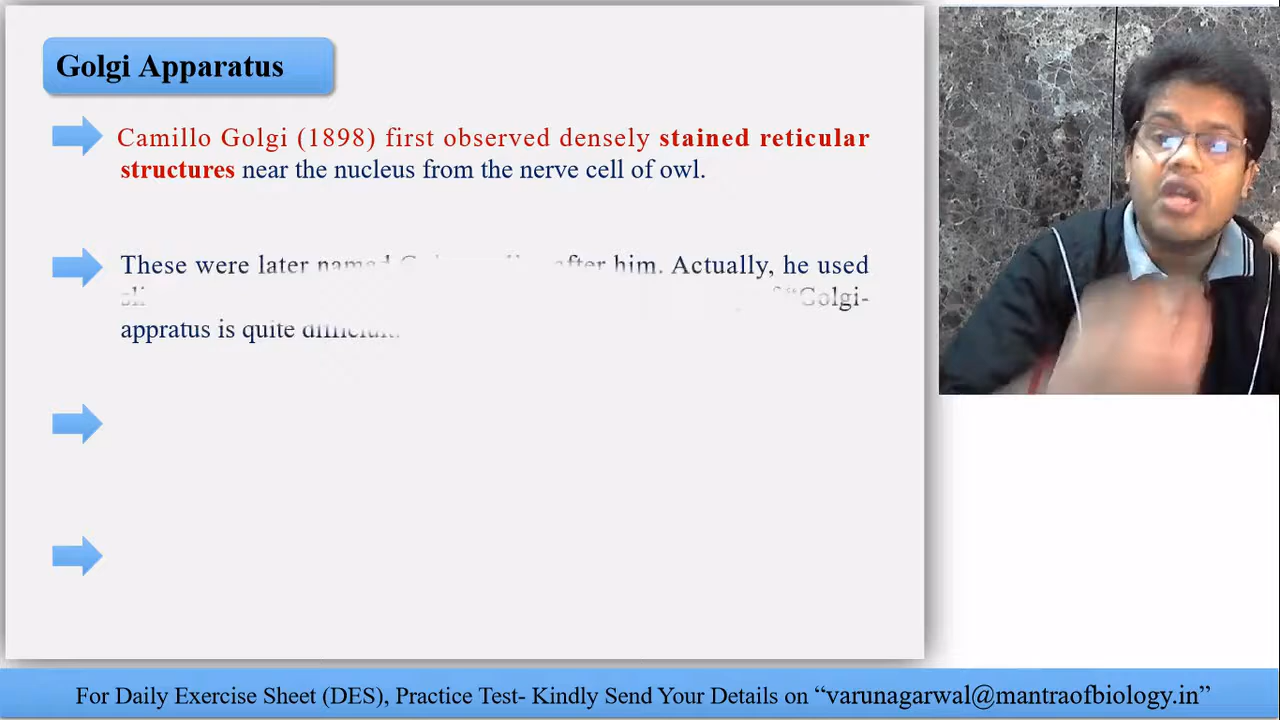 Golgi Apparatus
Camillo Golgi (1898) first observed densely stained reticular
structures near the nucleus from the nerve cell of owl.
These were later named after him. Actually, he used
“Golgi-
appratus is quite difficult.
For Daily Exercise Sheet (DES), Practice Test- Kindly Send Your Details on “varunagarwal@mantraofbiology.in”